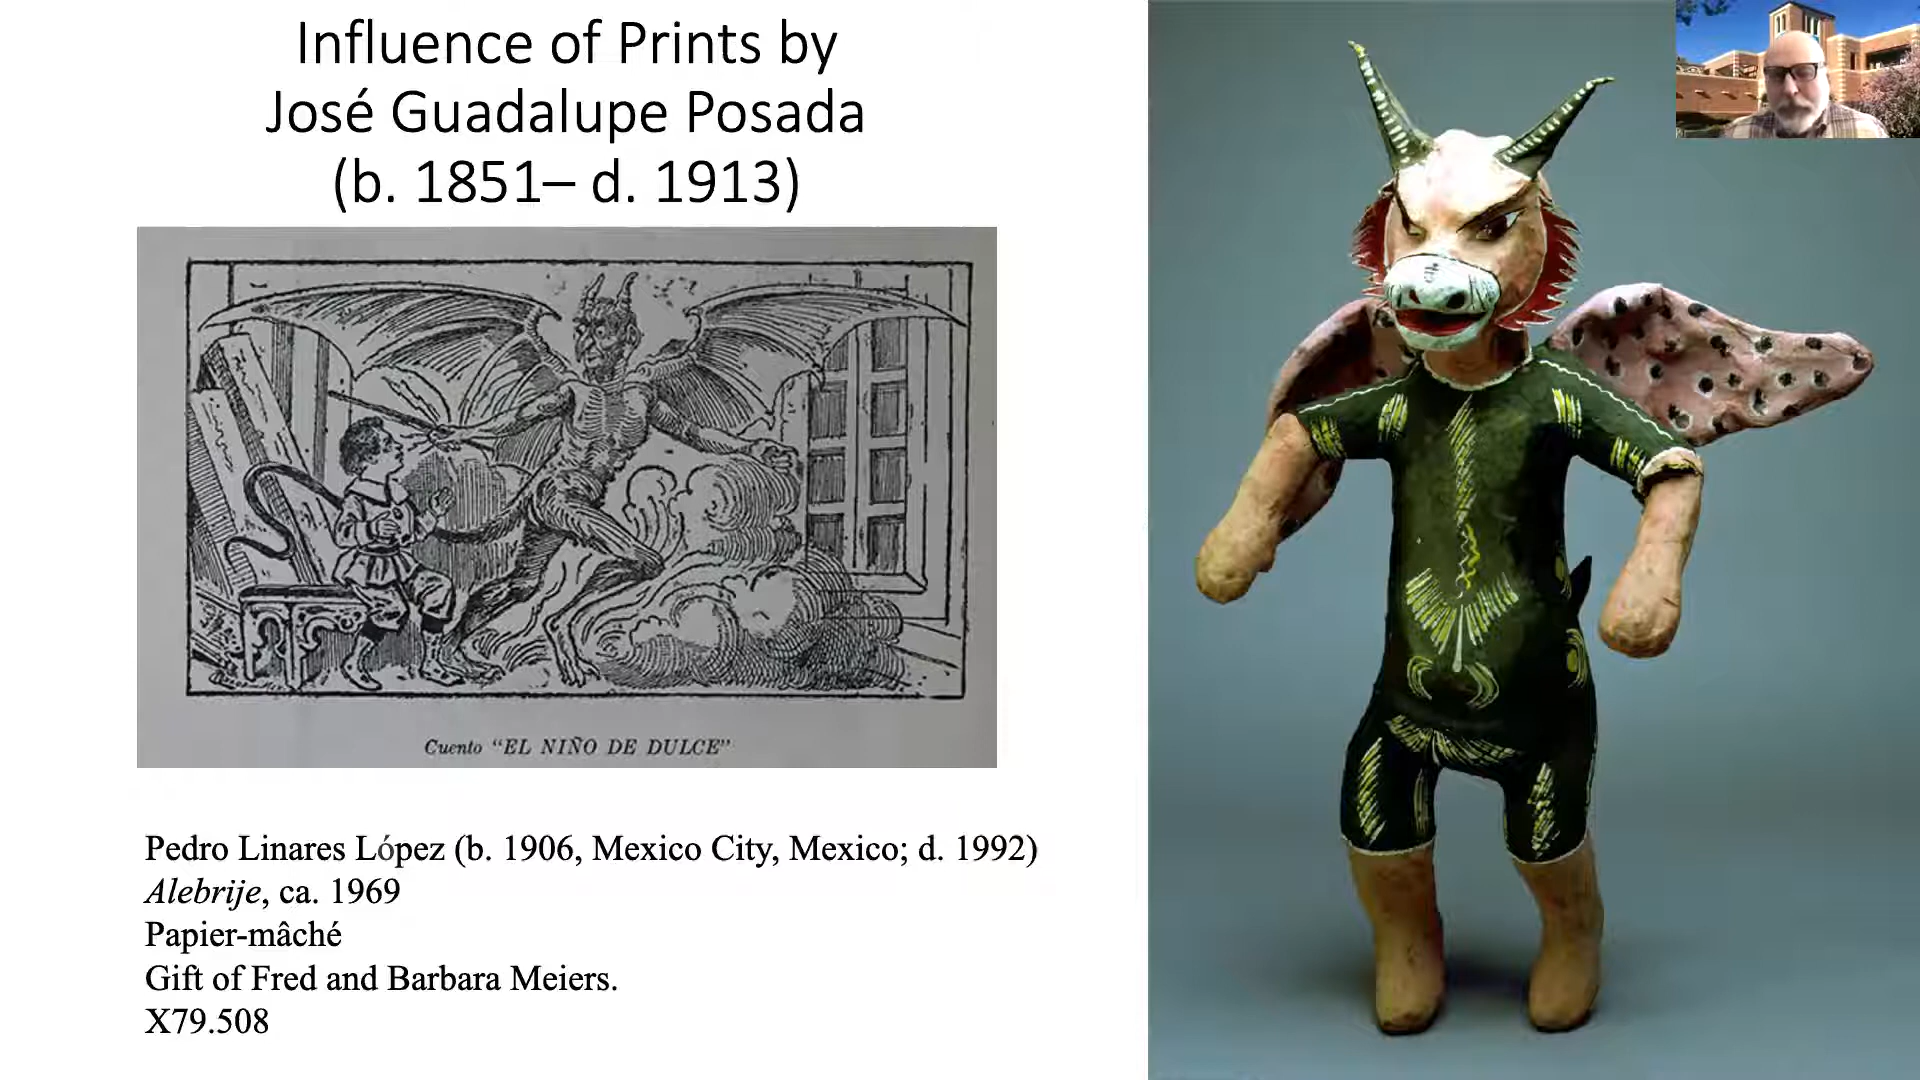 Influence of Prints by
José Guadalupe Posada
(b. 1851– d. 1913)
Cuento “EL NIÑO DE DULCE”
Pedro Linares López (b. 1906, Mexico City, Mexico; d. 1992)
Alebrije, ca. 1969
Papier-mâché
Gift of Fred and Barbara Meiers.
X79.508